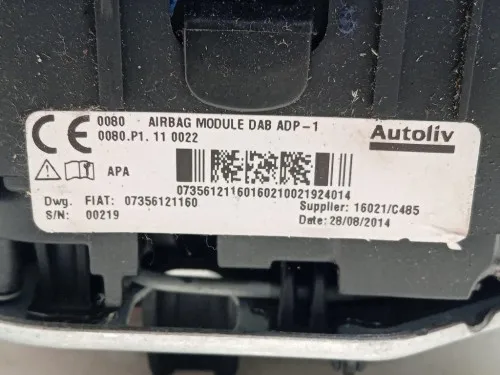 CE 0080 AIRBAG MODULE DAB ADP-1
0080.P1. 11 0022
Autoliv
APA
07356121160160210021924014
Dwg. FIAT: 07356121160
Supplier: 16021/C485
S/N: 00219
Date: 28/08/2014